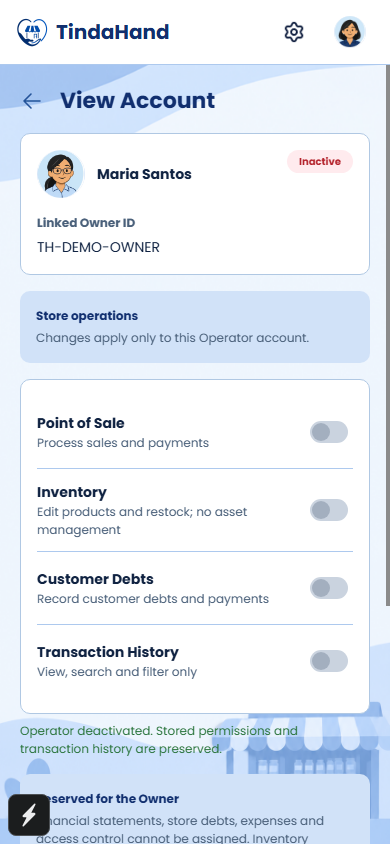 TindaHand
View Account
Maria Santos
Inactive
Linked Owner ID
TH-DEMO-OWNER
Store operations
Changes apply only to this Operator account.
Point of Sale
Process sales and payments
Inventory
Edit products and restock; no asset
management
Customer Debts
Record customer debts and payments
Transaction History
View, search and filter only
Operator deactivated. Stored permissions and
transaction history are preserved.
eserved for the Owner
nancial statements, store debts, expenses and
access control cannot be assigned. Inventory